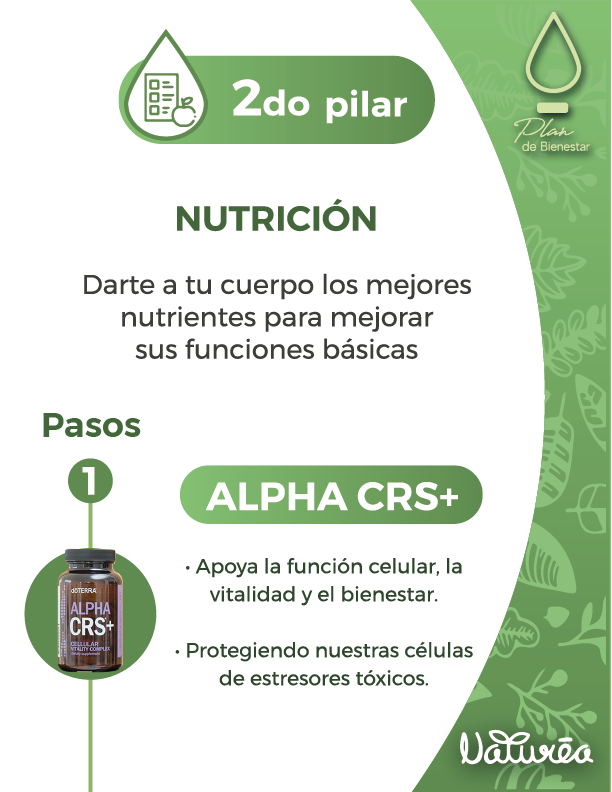 2do pilar
Plan
de Bienestar
NUTRICIÓN
Darte a tu cuerpo los mejores
nutrientes para mejorar
sus funciones básicas
Pasos
1
ALPHA CRS+
• Apoya la función celular, la
vitalidad y el bienestar.
• Protegiendo nuestras células
de estresores tóxicos.
dōTERRA
ALPHA
CRS+
CELLULAR
VITALITY COMPLEX
Naturēa